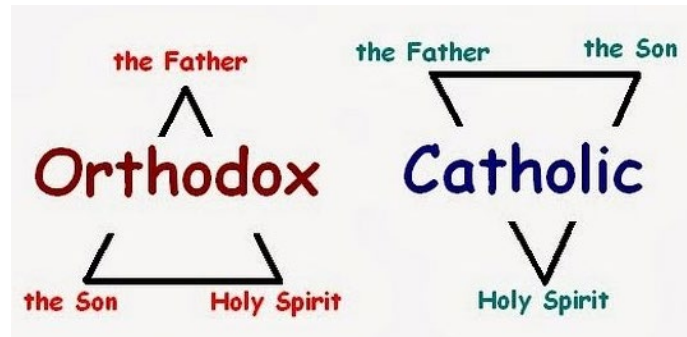 the Father
Orthodox
the Son
Holy Spirit
the Father
the Son
Catholic
Holy Spirit